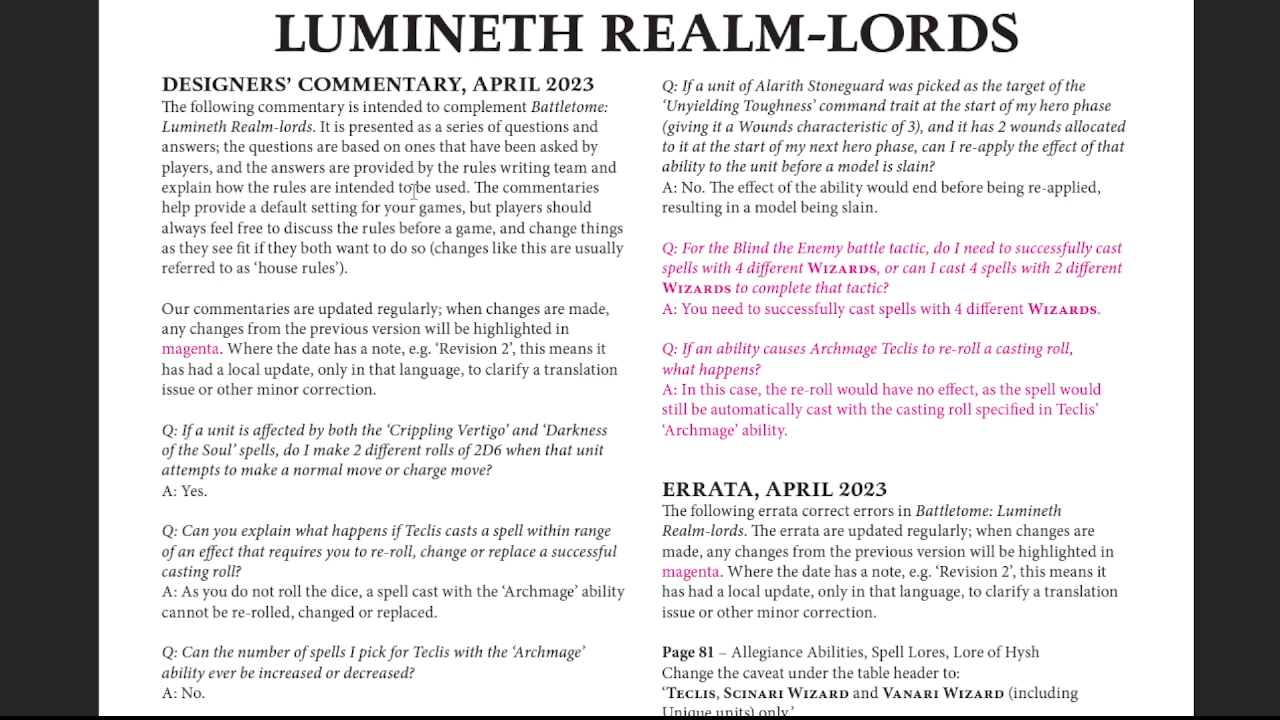 LUMINETH REALM-LORDS
DESIGNERS’ COMMENTARY, APRIL 2023
The following commentary is intended to complement Battletome:
Lumineth Realm-lords. It is presented as a series of questions and
answers; the questions are based on ones that have been asked by
players, and the answers are provided by the rules writing team and
explain how the rules are intended to be used. The commentaries
help provide a default setting for your games, but players should
always feel free to discuss the rules before a game, and change things
as they see fit if they both want to do so (changes like this are usually
referred to as ‘house rules’).
Our commentaries are updated regularly; when changes are made,
any changes from the previous version will be highlighted in
magenta. Where the date has a note, e.g. ‘Revision 2’, this means it
has had a local update, only in that language, to clarify a translation
issue or other minor correction.
Q: If a unit is affected by both the ‘Crippling Vertigo’ and ‘Darkness
of the Soul’ spells, do I make 2 different rolls of 2D6 when that unit
attempts to make a normal move or charge move?
A: Yes.
Q: Can you explain what happens if Teclis casts a spell within range
of an effect that requires you to re-roll, change or replace a successful
casting roll?
A: As you do not roll the dice, a spell cast with the ‘Archmage’ ability
cannot be re-rolled, changed or replaced.
Q: Can the number of spells I pick for Teclis with the ‘Archmage’
ability ever be increased or decreased?
A: No.
Q: If a unit of Alarith Stoneguard was picked as the target of the
‘Unyielding Toughness’ command trait at the start of my hero phase
(giving it a Wounds characteristic of 3), and it has 2 wounds allocated
to it at the start of my next hero phase, can I re-apply the effect of that
ability to the unit before a model is slain?
A: No. The effect of the ability would end before being re-applied,
resulting in a model being slain.
Q: For the Blind the Enemy battle tactic, do I need to successfully cast
spells with 4 different WIZARDS, or can I cast 4 spells with 2 different
WIZARDS to complete that tactic?
A: You need to successfully cast spells with 4 different WIZARDS.
Q: If an ability causes Archmage Teclis to re-roll a casting roll,
what happens?
A: In this case, the re-roll would have no effect, as the spell would
still be automatically cast with the casting roll specified in Teclis’
‘Archmage’ ability.
ERRATA, APRIL 2023
The following errata correct errors in Battletome: Lumineth
Realm-lords. The errata are updated regularly; when changes are
made, any changes from the previous version will be highlighted in
magenta. Where the date has a note, e.g. ‘Revision 2’, this means it
has had a local update, only in that language, to clarify a translation
issue or other minor correction.
Page 81 – Allegiance Abilities, Spell Lores, Lore of Hysh
Change the caveat under the table header to:
‘TECLIS, SCINARI WIZARD and VANARI WIZARD (including
Unique units) only.’